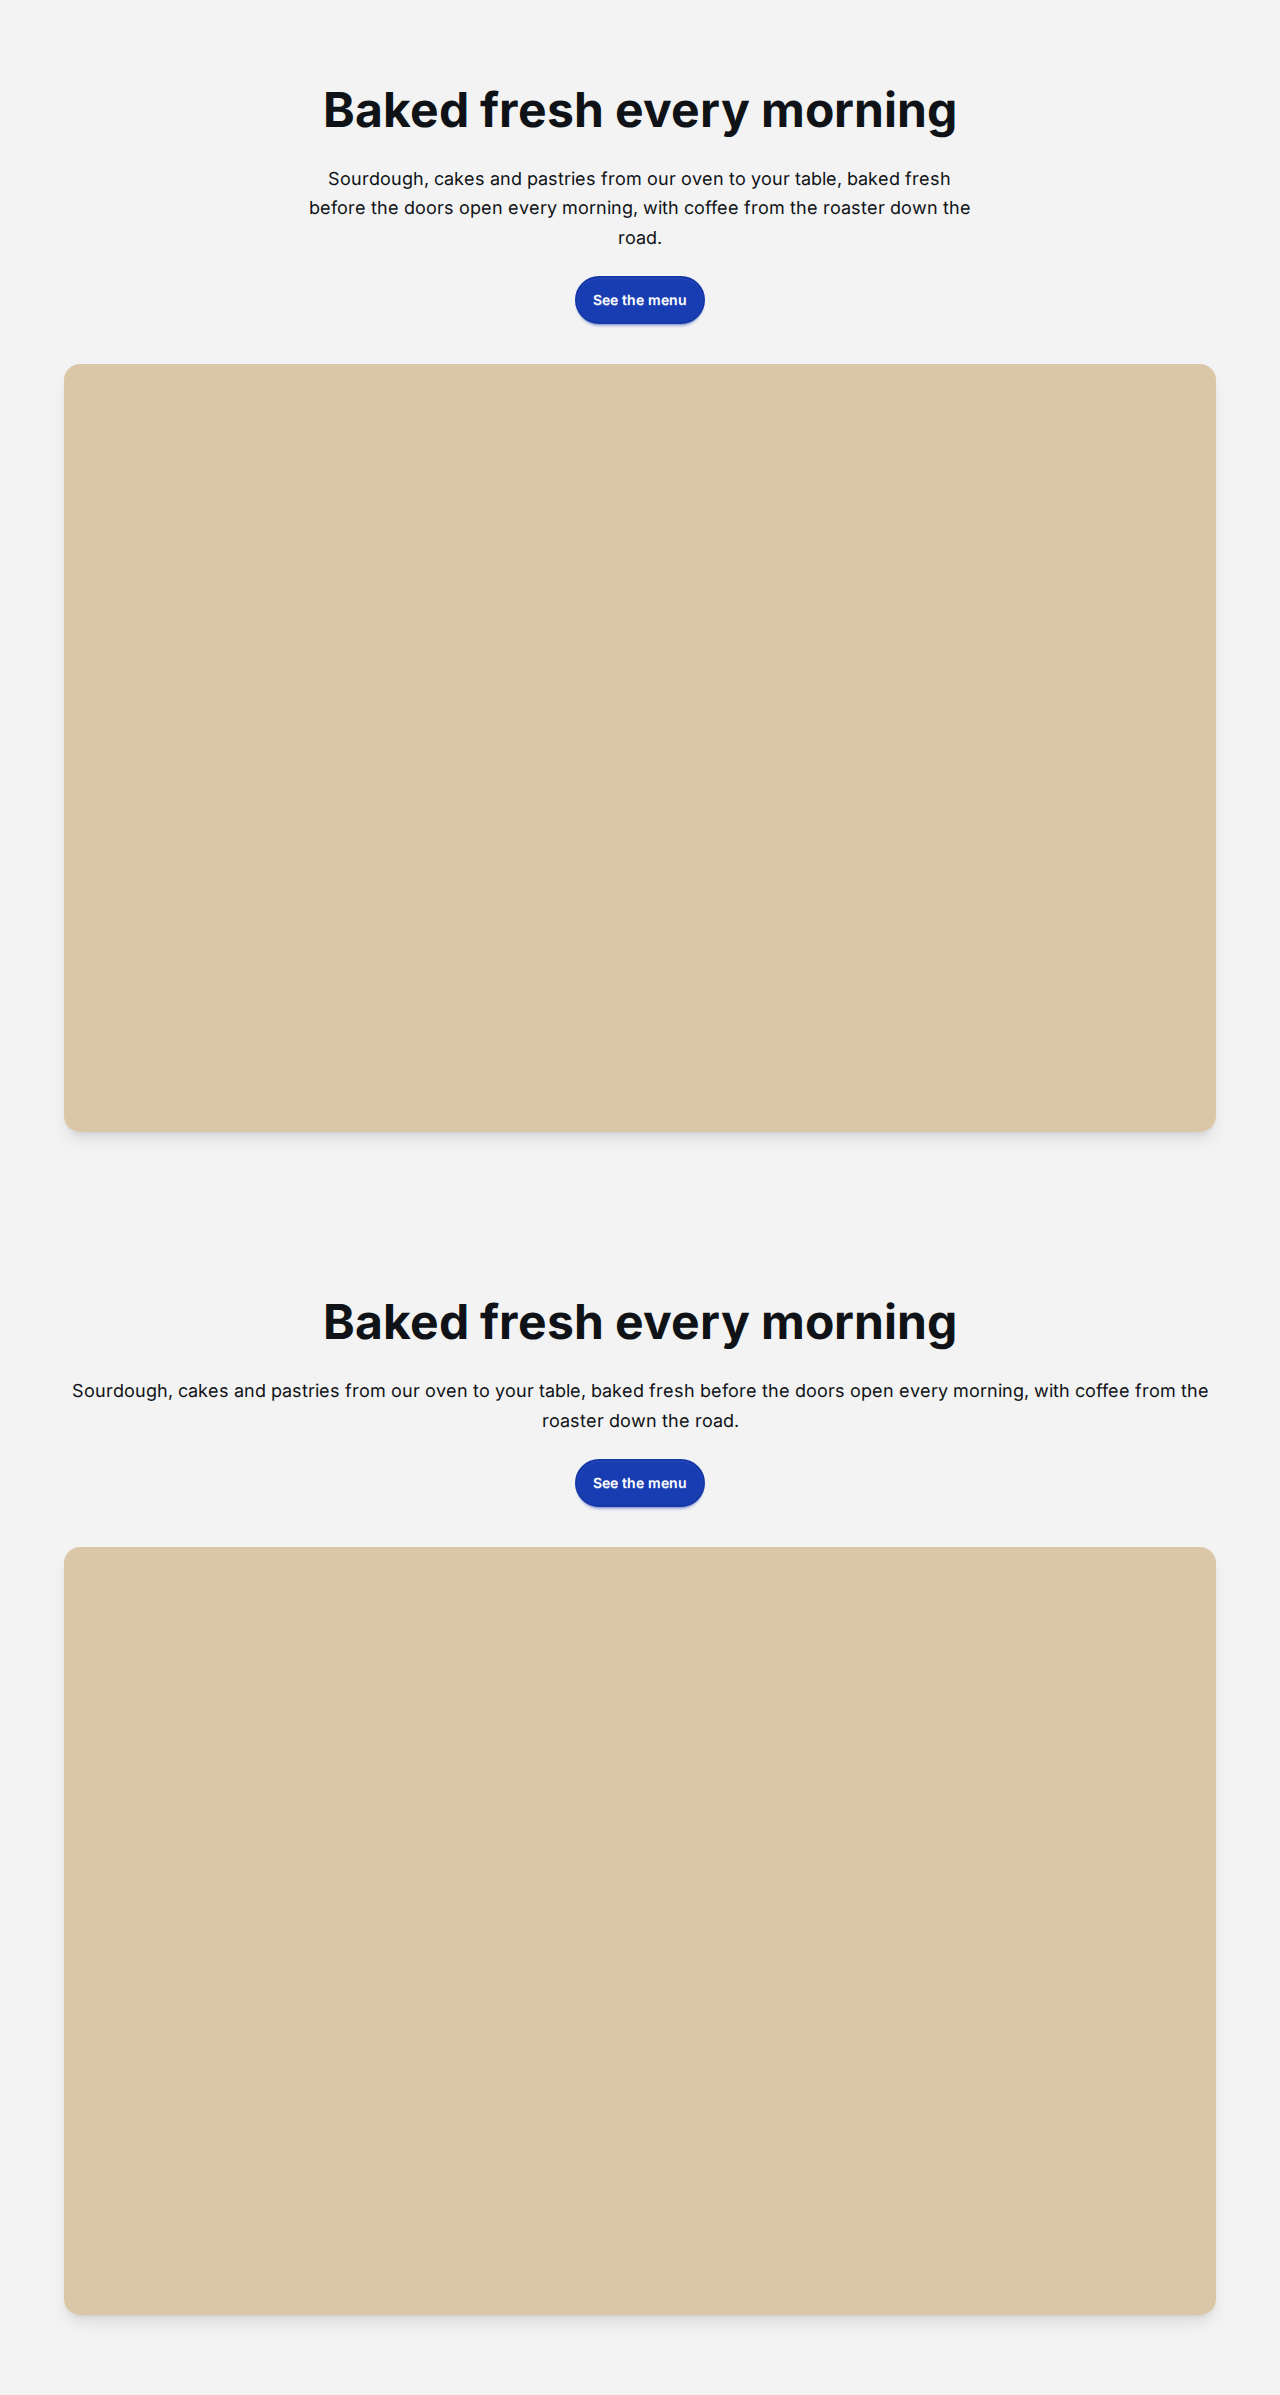 Baked fresh every morning
Sourdough, cakes and pastries from our oven to your table, baked fresh
before the doors open every morning, with coffee from the roaster down the
road.
See the menu
Baked fresh every morning
Sourdough, cakes and pastries from our oven to your table, baked fresh before the doors open every morning, with coffee from the
roaster down the road.
See the menu